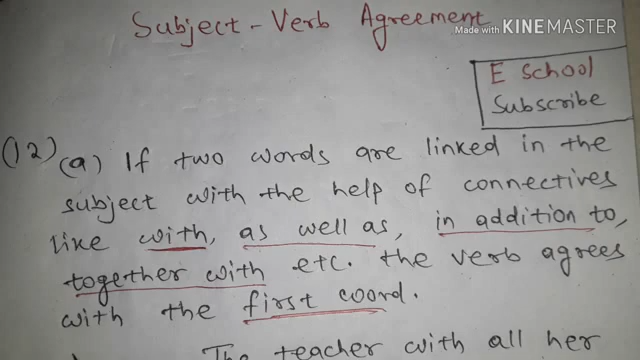 Subject-Verb Agreement
Made with KINEMASTER
E School
Subscribe
(12) (a) If two words are linked in the
subject with the help of connectives
like with, as well as, in addition to,
together with etc. the verb agrees
with the first coord.
The teacher with all her